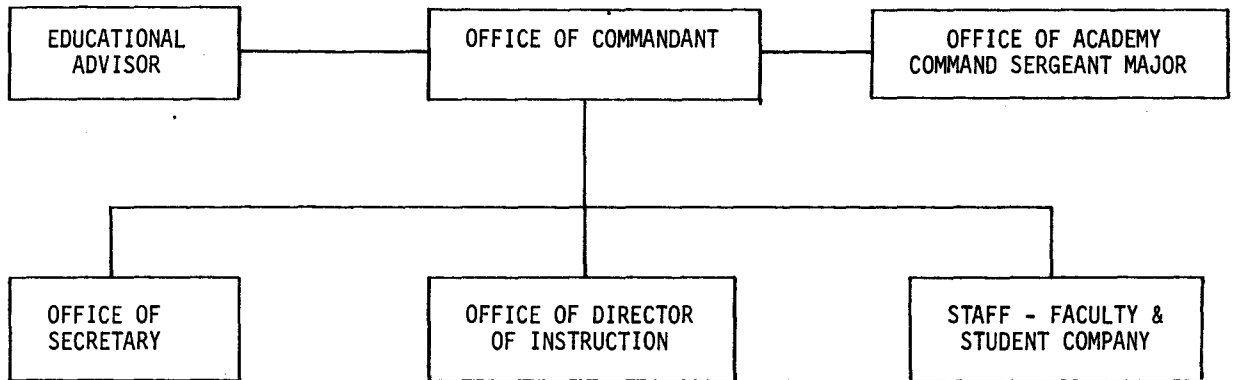 EDUCATIONAL
ADVISOR
OFFICE OF COMMANDANT
OFFICE OF ACADEMY
COMMAND SERGEANT MAJOR
OFFICE OF
SECRETARY
OFFICE OF DIRECTOR
OF INSTRUCTION
STAFF - FACULTY &
STUDENT COMPANY